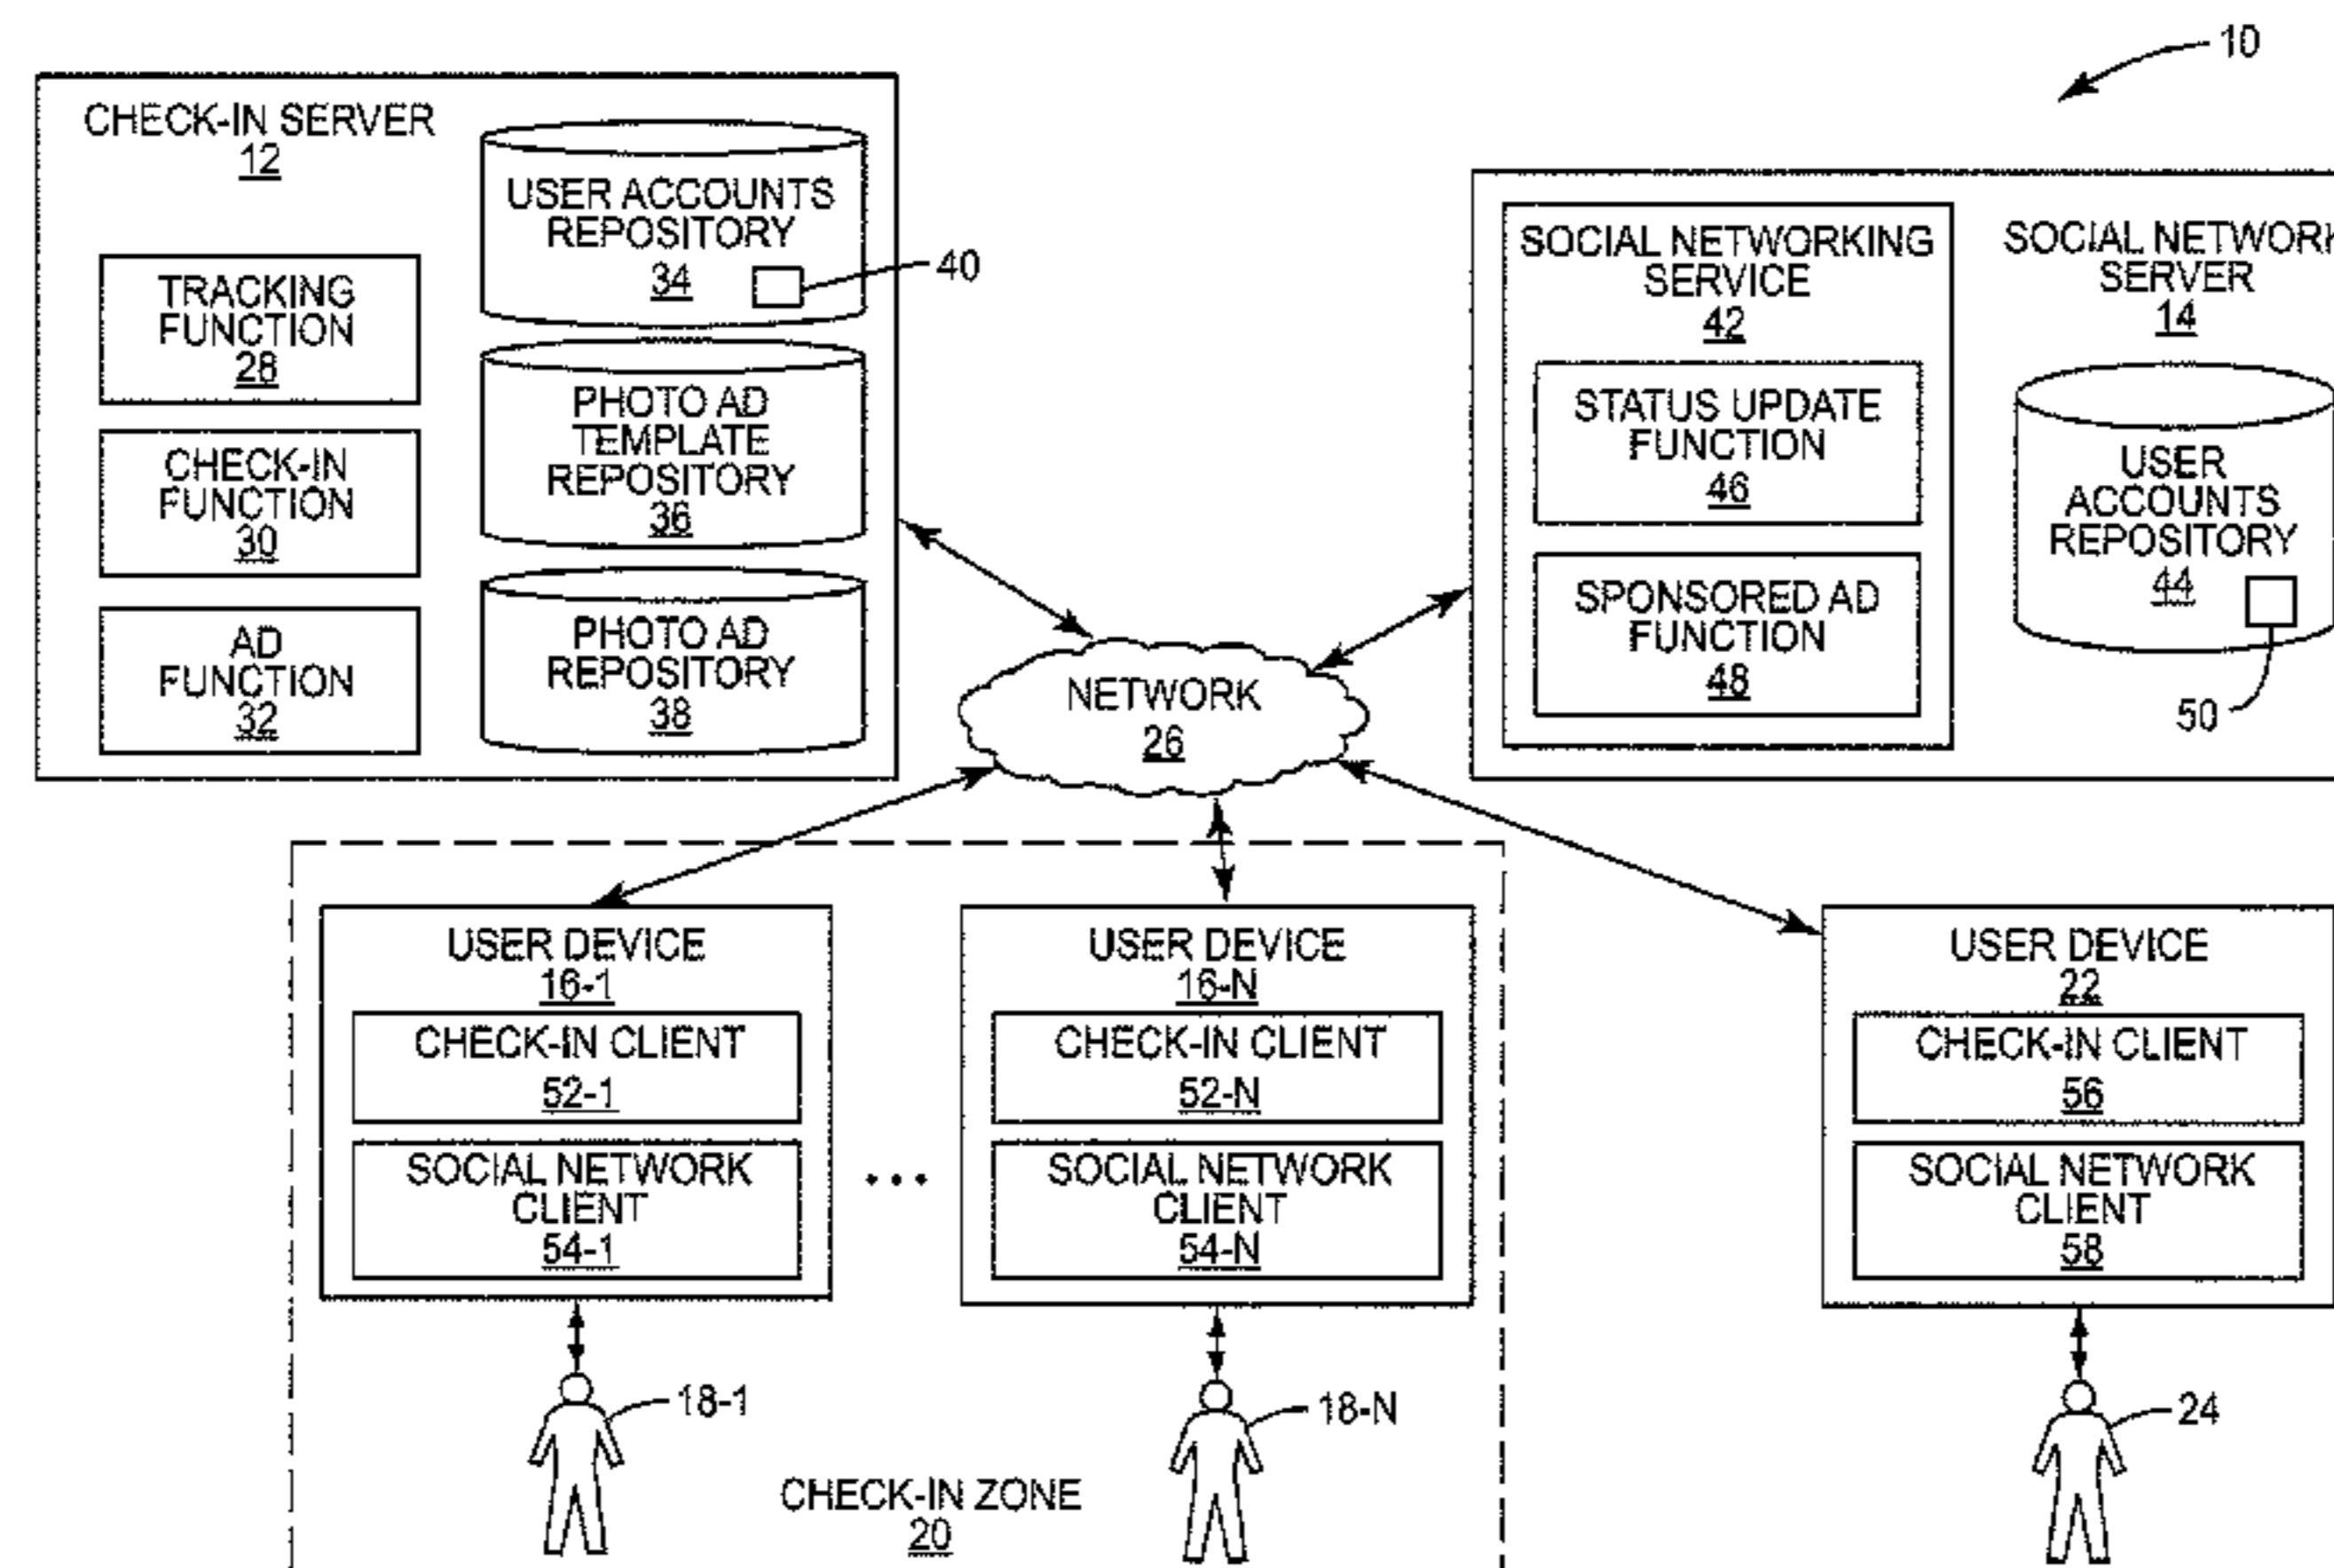 10
CHECK-IN SERVER
12
TRACKING
FUNCTION
28
CHECK-IN
FUNCTION
30
AD
FUNCTION
32
USER ACCOUNTS
REPOSITORY
34
40
PHOTO AD
TEMPLATE
REPOSITORY
36
PHOTO AD
REPOSITORY
38
SOCIAL NETWORKING
SERVICE
42
STATUS UPDATE
FUNCTION
46
SPONSORED AD
FUNCTION
48
SOCIAL NETWORK
SERVER
14
USER
ACCOUNTS
REPOSITORY
44
50
NETWORK
26
USER DEVICE
16-1
CHECK-IN CLIENT
52-1
SOCIAL NETWORK
CLIENT
54-1
18-1
...
USER DEVICE
16-N
CHECK-IN CLIENT
52-N
SOCIAL NETWORK
CLIENT
54-N
18-N
CHECK-IN ZONE
20
USER DEVICE
22
CHECK-IN CLIENT
56
SOCIAL NETWORK
CLIENT
58
24